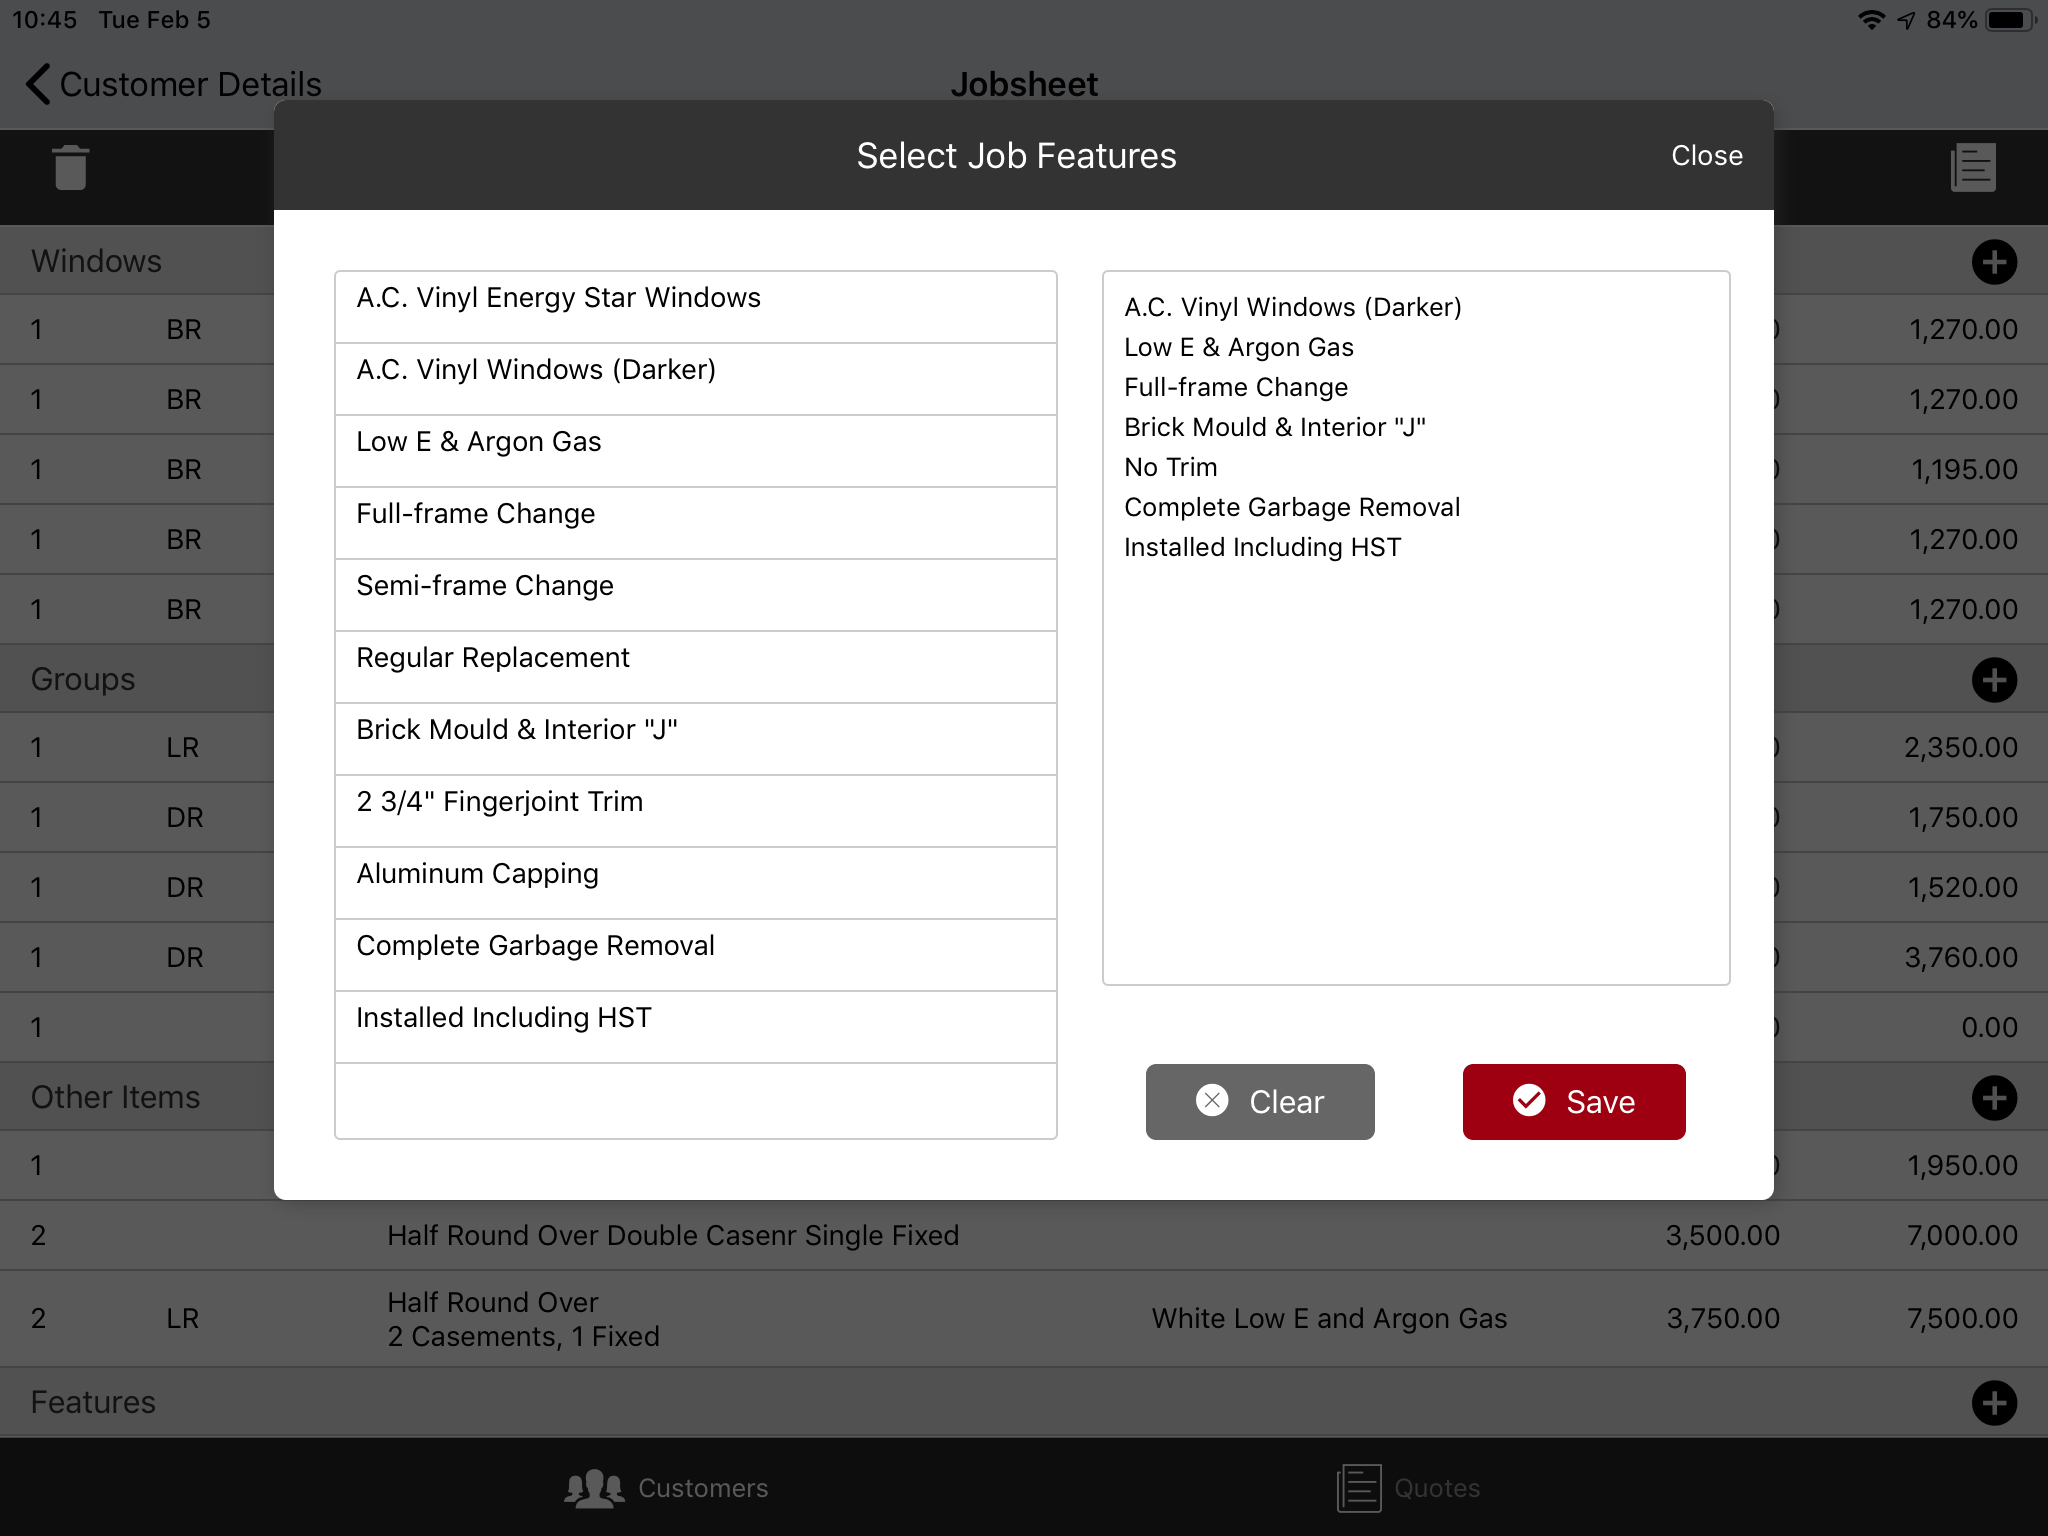 10:45 Tue Feb 5
84%
Customer Details
Jobsheet
Select Job Features
Close
Windows
1 BR 1,270.00
1 BR 1,270.00
1 BR 1,195.00
1 BR 1,270.00
1 BR 1,270.00
Groups
1 LR 2,350.00
1 DR 1,750.00
1 DR 1,520.00
1 DR 3,760.00
1 0.00
Other Items
1 1,950.00
A.C. Vinyl Energy Star Windows
A.C. Vinyl Windows (Darker)
Low E & Argon Gas
Full-frame Change
Semi-frame Change
Regular Replacement
Brick Mould & Interior "J"
2 3/4" Fingerjoint Trim
Aluminum Capping
Complete Garbage Removal
Installed Including HST
A.C. Vinyl Windows (Darker)
Low E & Argon Gas
Full-frame Change
Brick Mould & Interior "J"
No Trim
Complete Garbage Removal
Installed Including HST
Clear
Save
2 Half Round Over Double Casenr Single Fixed 3,500.00 7,000.00
2 LR Half Round Over
2 Casements, 1 Fixed White Low E and Argon Gas 3,750.00 7,500.00
Features
Customers
Quotes